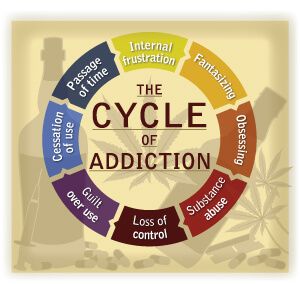 THE
CYCLE
OF
ADDICTION
Internal
frustration
Fantasizing
Obsessing
Substance
abuse
Loss of
control
Guilt
over use
Cessation
of use
Passage
of time